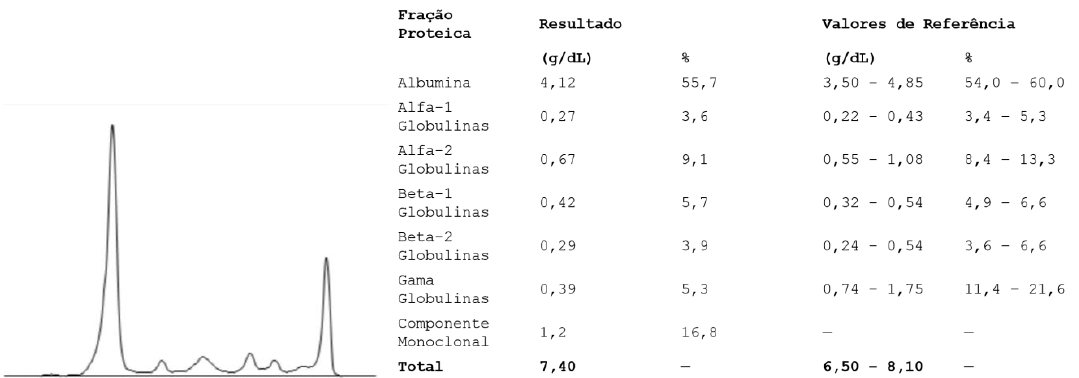 Fração Proteica Resultado Valores de Referência
(g/dL) % (g/dL) %
Albumina 4,12 55,7 3,50 – 4,85 54,0 – 60,0
Alfa-1 Globulinas 0,27 3,6 0,22 – 0,43 3,4 – 5,3
Alfa-2 Globulinas 0,67 9,1 0,55 – 1,08 8,4 – 13,3
Beta-1 Globulinas 0,42 5,7 0,32 – 0,54 4,9 – 6,6
Beta-2 Globulinas 0,29 3,9 0,24 – 0,54 3,6 – 6,6
Gama Globulinas 0,39 5,3 0,74 – 1,75 11,4 – 21,6
Componente Monoclonal 1,2 16,8 — —
Total 7,40 — 6,50 – 8,10 —